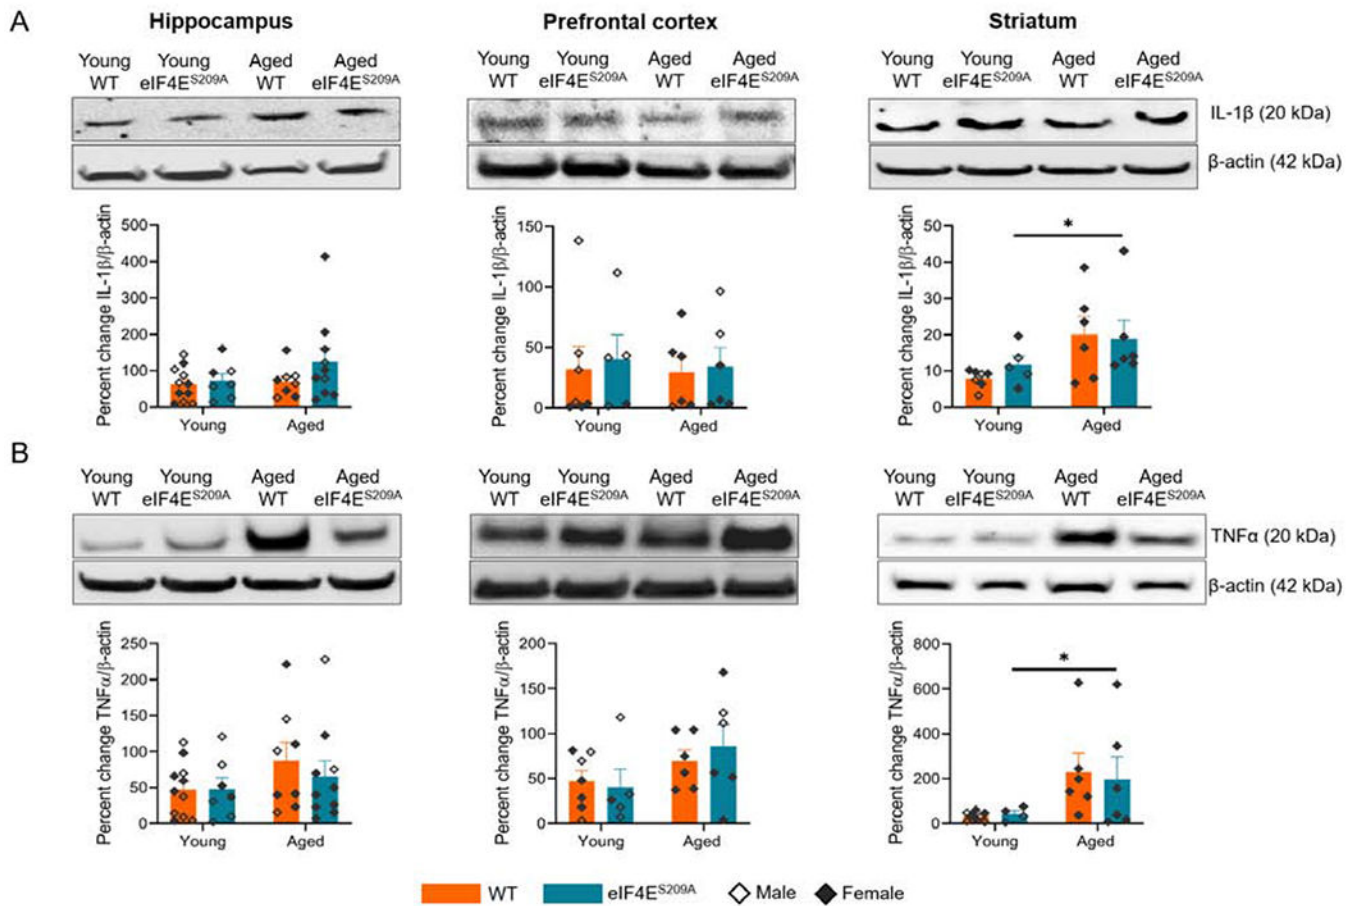 A
Hippocampus
Prefrontal cortex
Striatum
Young WT
Young eIF4E^S209A
Aged WT
Aged eIF4E^S209A
Young WT
Young eIF4E^S209A
Aged WT
Aged eIF4E^S209A
Young WT
Young eIF4E^S209A
Aged WT
Aged eIF4E^S209A
IL-1β (20 kDa)
β-actin (42 kDa)
Percent change IL-1β/β-actin
500
400
300
200
100
0
Young
Aged
Percent change IL-1β/β-actin
150
100
50
0
Young
Aged
Percent change IL-1β/β-actin
50
40
30
20
10
0
*
Young
Aged
B
Young WT
Young eIF4E^S209A
Aged WT
Aged eIF4E^S209A
Young WT
Young eIF4E^S209A
Aged WT
Aged eIF4E^S209A
Young WT
Young eIF4E^S209A
Aged WT
Aged eIF4E^S209A
TNFα (20 kDa)
β-actin (42 kDa)
Percent change TNFα/β-actin
250
200
150
100
50
0
Young
Aged
Percent change TNFα/β-actin
200
150
100
50
0
Young
Aged
Percent change TNFα/β-actin
800
600
400
200
0
*
Young
Aged
WT
eIF4E^S209A
Male
Female